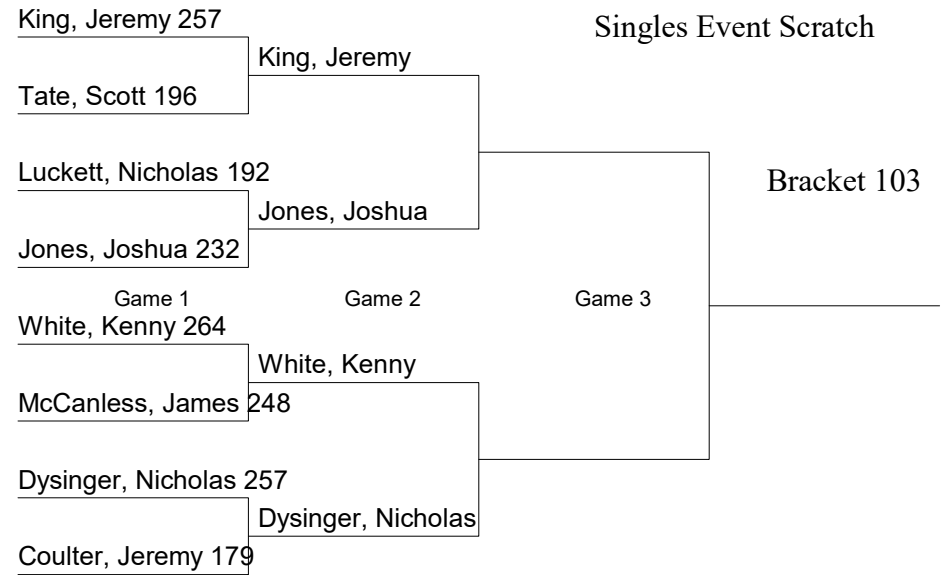 King, Jeremy 257
Singles Event Scratch
King, Jeremy
Tate, Scott 196
Luckett, Nicholas 192
Bracket 103
Jones, Joshua
Jones, Joshua 232
Game 1
Game 2
Game 3
White, Kenny 264
White, Kenny
McCanless, James 248
Dysinger, Nicholas 257
Dysinger, Nicholas
Coulter, Jeremy 179